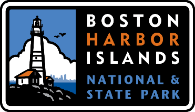 BOSTON
HARBOR
ISLANDS
NATIONAL &
STATE PARK